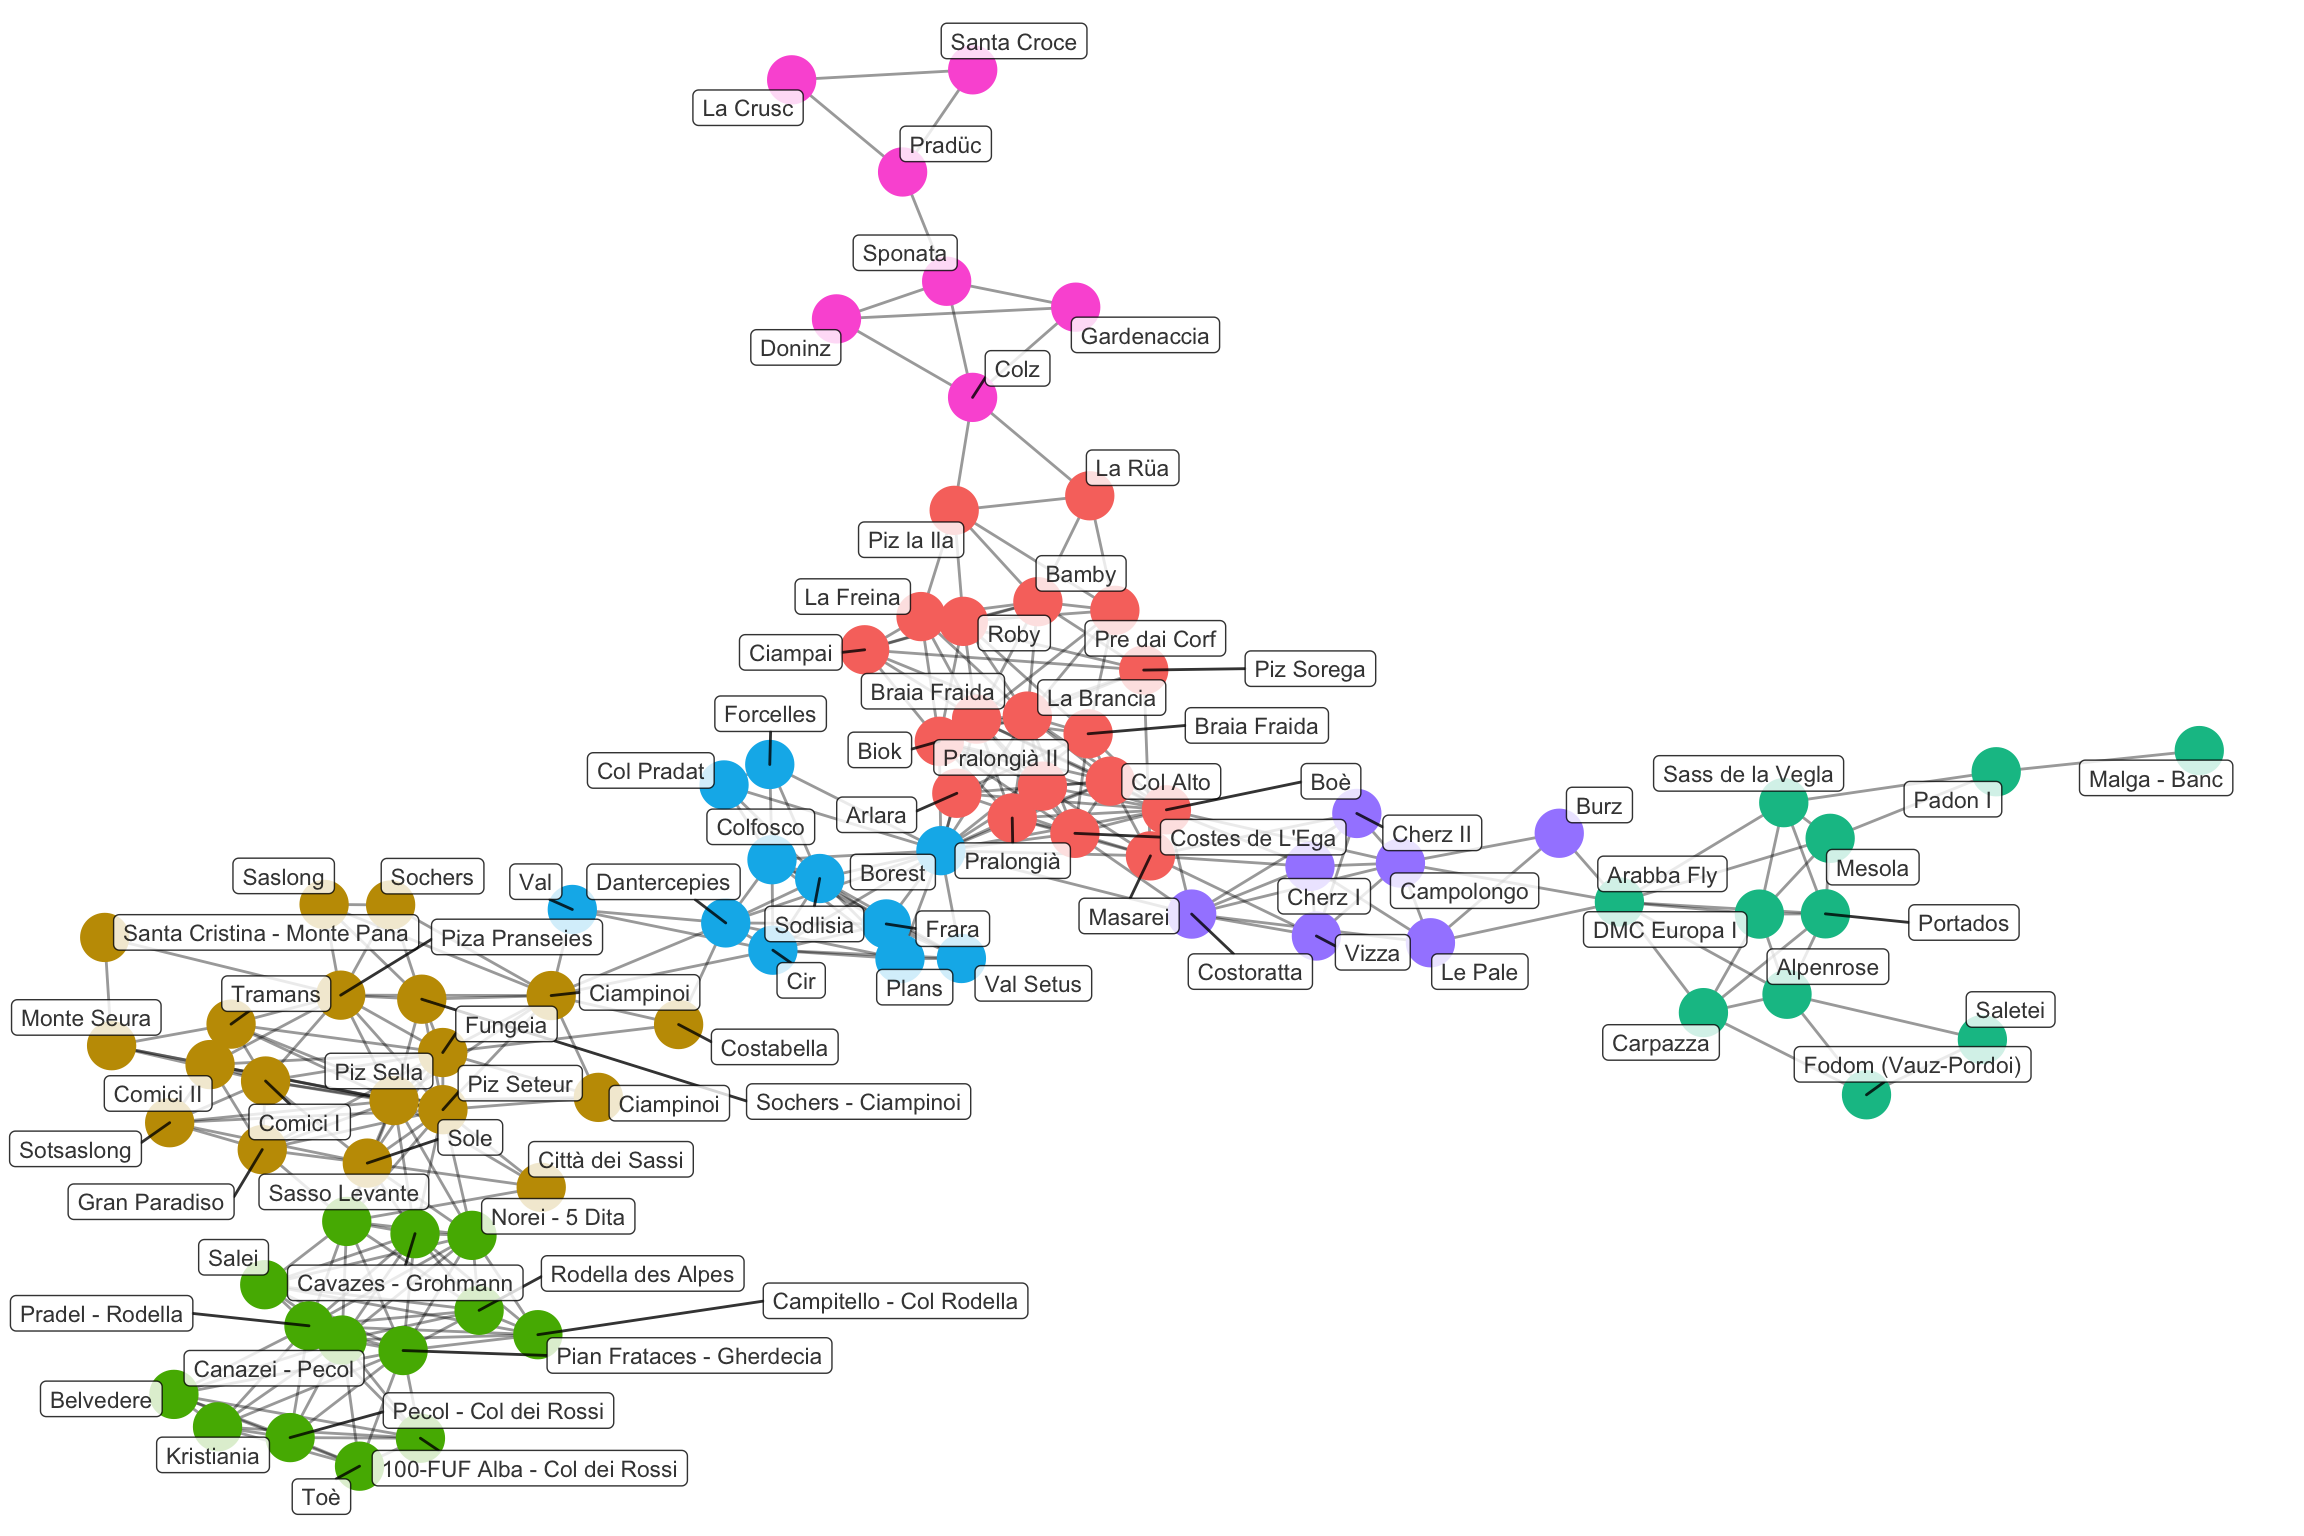 Santa Croce
La Crusc
Pradüc
Sponata
Gardenaccia
Doninz
Colz
La Rüa
Piz la Ila
Bamby
La Freina
Roby
Pre dai Corf
Ciampai
Piz Sorega
Braia Fraida
La Brancia
Forcelles
Braia Fraida
Biok
Pralongià II
Col Pradat
Col Alto
Boè
Sass de la Vegla
Malga - Banc
Padon I
Burz
Arlara
Colfosco
Costes de L'Ega
Cherz II
Pralongià
Mesola
Borest
Arabba Fly
Saslong
Sochers
Val
Dantercepies
Cherz I
Campolongo
Masarei
Sodlisia
Frara
DMC Europa I
Portados
Santa Cristina - Monte Pana
Piza Pranseies
Vizza
Alpenrose
Costoratta
Le Pale
Cir
Plans
Val Setus
Tramans
Ciampinoi
Saletei
Monte Seura
Fungeia
Costabella
Carpazza
Fodom (Vauz-Pordoi)
Piz Sella
Piz Seteur
Comici II
Ciampinoi
Sochers - Ciampinoi
Comici I
Sole
Sotsaslong
Città dei Sassi
Gran Paradiso
Sasso Levante
Norei - 5 Dita
Salei
Cavazes - Grohmann
Rodella des Alpes
Campitello - Col Rodella
Pradel - Rodella
Pian Frataces - Gherdecia
Canazei - Pecol
Belvedere
Pecol - Col dei Rossi
Kristiania
100-FUF Alba - Col dei Rossi
Toè